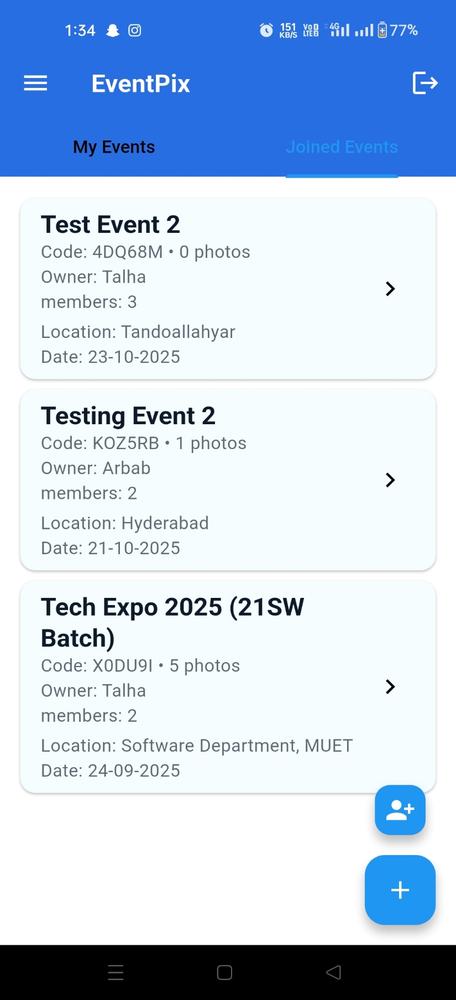 1:34 151 KB/S VoLTE 4G 77%
EventPix
My Events Joined Events
Test Event 2
Code: 4DQ68M • 0 photos
Owner: Talha
members: 3
Location: Tandoallahyar
Date: 23-10-2025
Testing Event 2
Code: KOZ5RB • 1 photos
Owner: Arbab
members: 2
Location: Hyderabad
Date: 21-10-2025
Tech Expo 2025 (21SW
Batch)
Code: X0DU9I • 5 photos
Owner: Talha
members: 2
Location: Software Department, MUET
Date: 24-09-2025